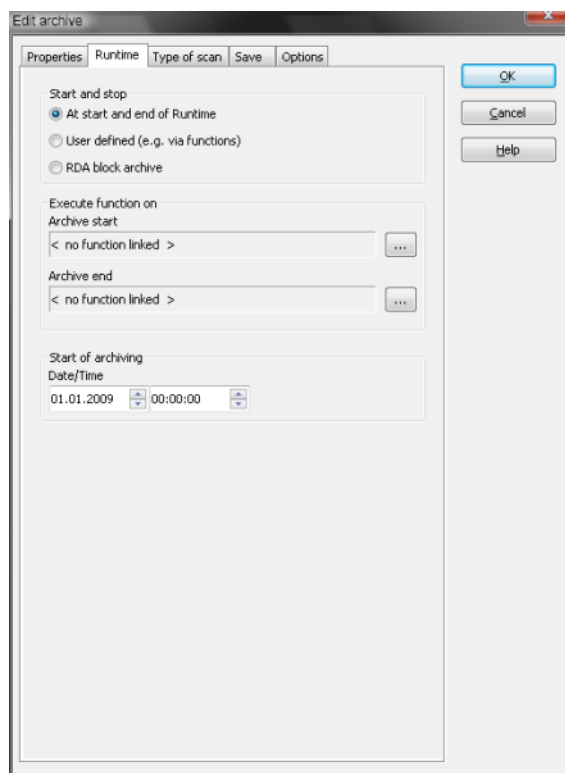 Edit archive
Properties Runtime Type of scan Save Options
OK
Cancel
Help
Start and stop
At start and end of Runtime
User defined (e.g. via functions)
RDA block archive
Execute function on
Archive start
< no function linked >
...
Archive end
< no function linked >
...
Start of archiving
Date/Time
01.01.2009 00:00:00